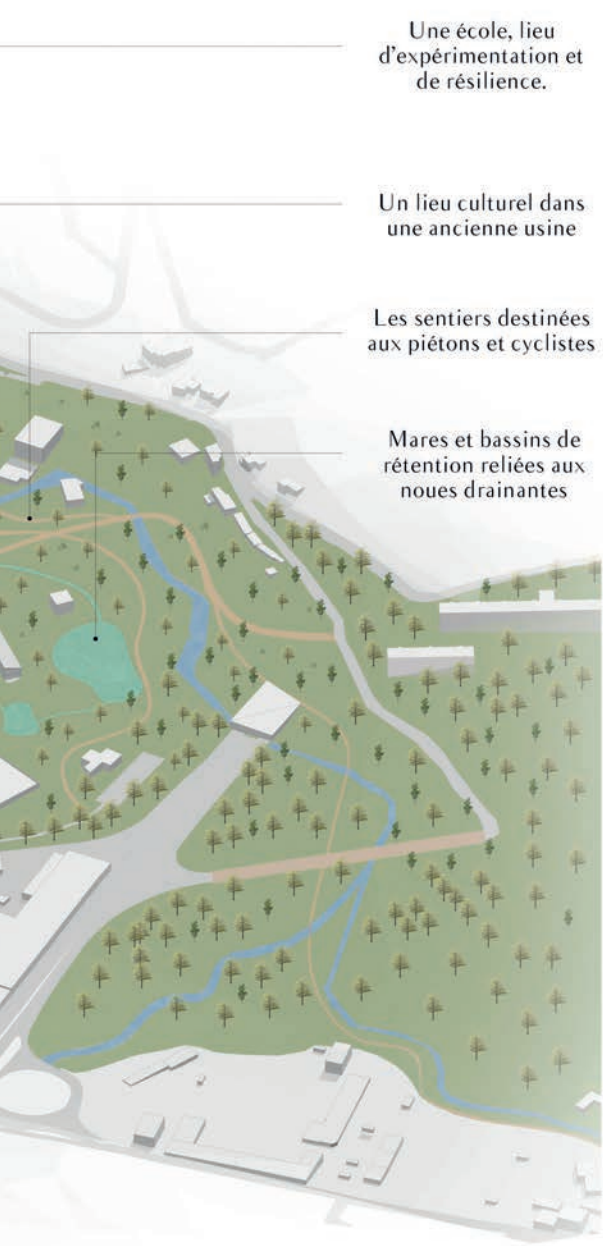 Une école, lieu
d'expérimentation et
de résilience.
Un lieu culturel dans
une ancienne usine
Les sentiers destinées
aux piétons et cyclistes
Mares et bassins de
rétention reliées aux
noues drainantes